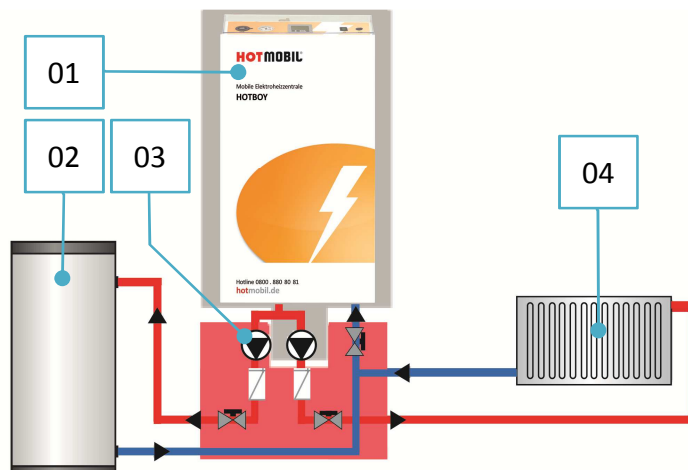 01
HOTMOBIL
Mobile Elektroheizzentrale
HOTBOY
02
03
04
Hotline 0800 . 880 80 81
hotmobil.de